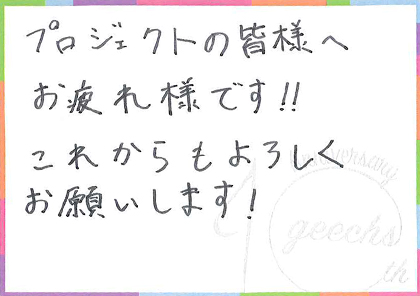 プロジェクトの皆様へ
お疲れ様です!!
これからもよろしく
お願いします!
Anniversary
10
geechs
th